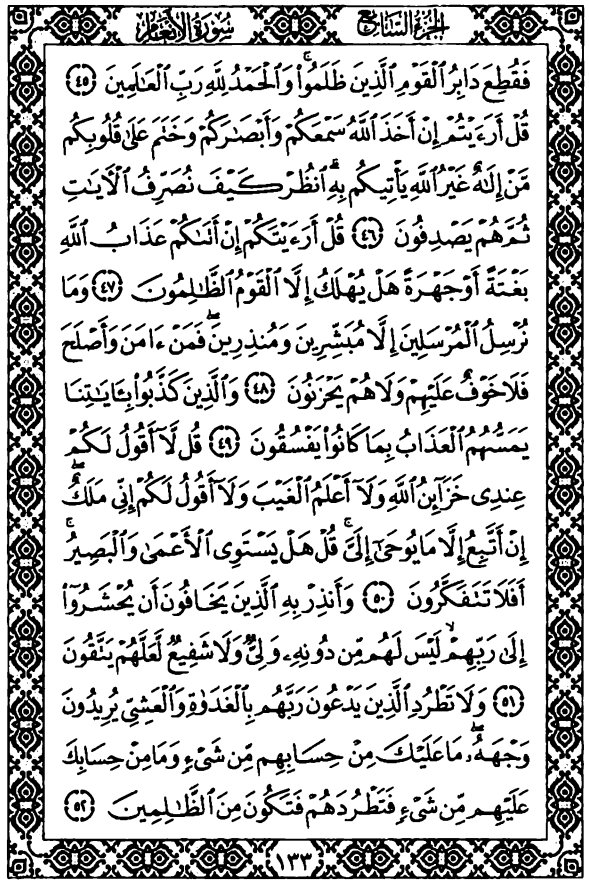 الجزء السابع
سورة الأنعام
فَقُطِعَ دَابِرُ ٱلْقَوْمِ ٱلَّذِينَ ظَلَمُوا۟ ۚ وَٱلْحَمْدُ لِلَّهِ رَبِّ ٱلْعَـٰلَمِينَ ٤٥
قُلْ أَرَءَيْتُمْ إِنْ أَخَذَ ٱللَّهُ سَمْعَكُمْ وَأَبْصَـٰرَكُمْ وَخَتَمَ عَلَىٰ قُلُوبِكُم
مَّنْ إِلَـٰهٌ غَيْرُ ٱللَّهِ يَأْتِيكُم بِهِ ۗ ٱنظُرْ كَيْفَ نُصَرِّفُ ٱلْـَٔايَـٰتِ
ثُمَّ هُمْ يَصْدِفُونَ ٤٦ قُلْ أَرَءَيْتَكُمْ إِنْ أَتَىٰكُمْ عَذَابُ ٱللَّهِ
بَغْتَةً أَوْ جَهْرَةً هَلْ يُهْلَكُ إِلَّا ٱلْقَوْمُ ٱلظَّـٰلِمُونَ ٤٧ وَمَا
نُرْسِلُ ٱلْمُرْسَلِينَ إِلَّا مُبَشِّرِينَ وَمُنذِرِينَ ۖ فَمَنْ ءَامَنَ وَأَصْلَحَ
فَلَا خَوْفٌ عَلَيْهِمْ وَلَا هُمْ يَحْزَنُونَ ٤٨ وَٱلَّذِينَ كَذَّبُوا۟ بِـَٔايَـٰتِنَا
يَمَسُّهُمُ ٱلْعَذَابُ بِمَا كَانُوا۟ يَفْسُقُونَ ٤٩ قُل لَّآ أَقُولُ لَكُمْ
عِندِى خَزَآئِنُ ٱللَّهِ وَلَآ أَعْلَمُ ٱلْغَيْبَ وَلَآ أَقُولُ لَكُمْ إِنِّى مَلَكٌ ۖ
إِنْ أَتَّبِعُ إِلَّا مَا يُوحَىٰٓ إِلَىَّ ۚ قُلْ هَلْ يَسْتَوِى ٱلْأَعْمَىٰ وَٱلْبَصِيرُ ۚ
أَفَلَا تَتَفَكَّرُونَ ٥٠ وَأَنذِرْ بِهِ ٱلَّذِينَ يَخَافُونَ أَن يُحْشَرُوٓا۟
إِلَىٰ رَبِّهِمْ ۙ لَيْسَ لَهُم مِّن دُونِهِۦ وَلِىٌّ وَلَا شَفِيعٌ لَّعَلَّهُمْ يَتَّقُونَ
٥١ وَلَا تَطْرُدِ ٱلَّذِينَ يَدْعُونَ رَبَّهُم بِٱلْغَدَوٰةِ وَٱلْعَشِىِّ يُرِيدُونَ
وَجْهَهُۥ ۖ مَا عَلَيْكَ مِنْ حِسَابِهِم مِّن شَىْءٍ وَمَا مِنْ حِسَابِكَ
عَلَيْهِم مِّن شَىْءٍ فَتَطْرُدَهُمْ فَتَكُونَ مِنَ ٱلظَّـٰلِمِينَ ٥٢
١٣٣